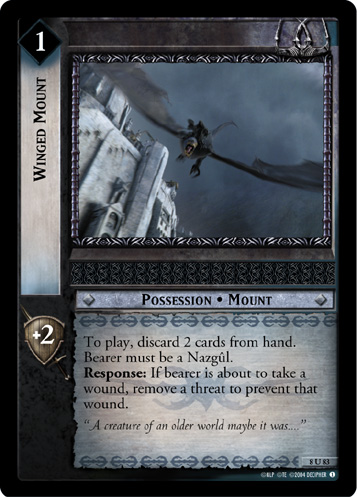 1
WINGED MOUNT
POSSESSION • MOUNT
+2
To play, discard 2 cards from hand.
Bearer must be a Nazgûl.
Response: If bearer is about to take a
wound, remove a threat to prevent that
wound.
“A creature of an older world maybe it was....”
8 U 83
©NLP ©TE ©2004 DECIPHER